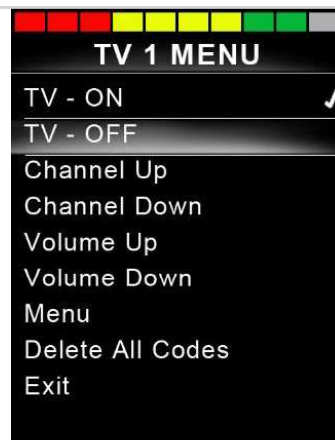 TV 1 MENU
TV - ON
TV - OFF
Channel Up
Channel Down
Volume Up
Volume Down
Menu
Delete All Codes
Exit